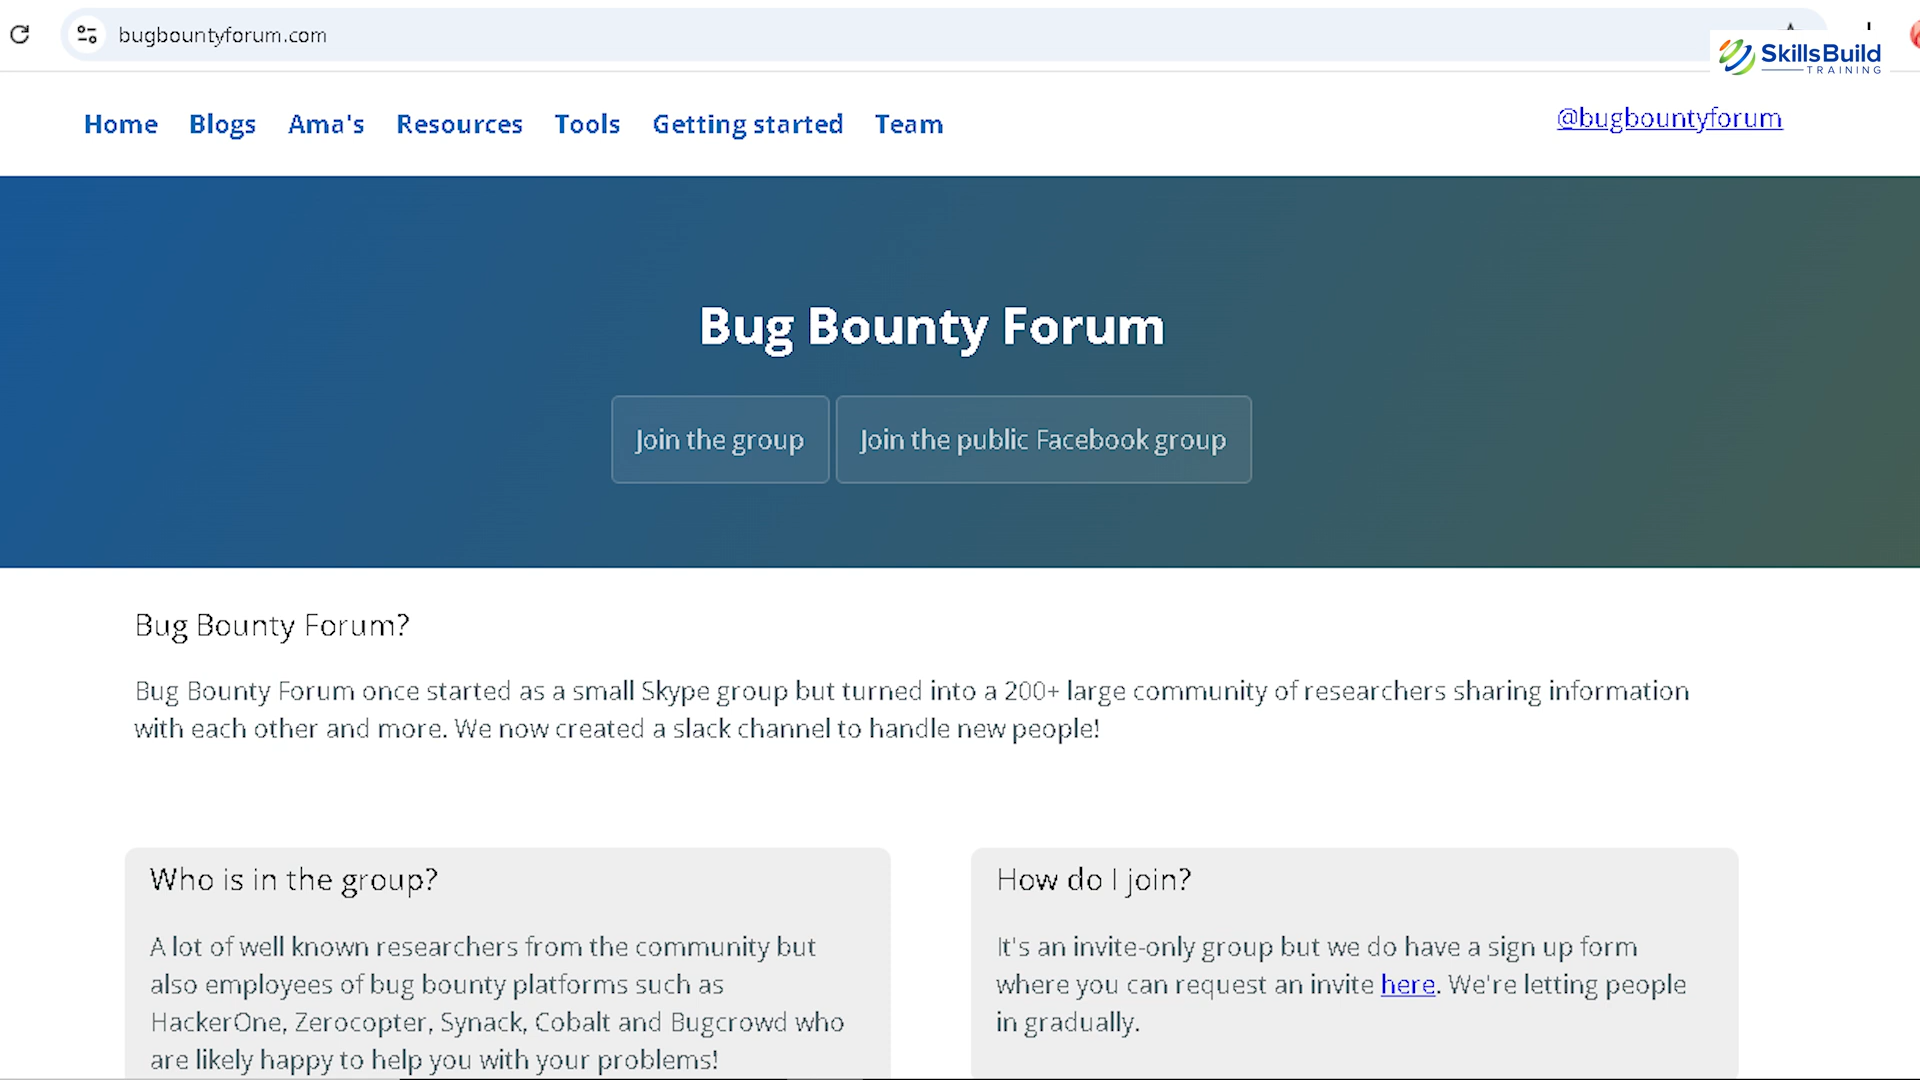 bugbountyforum.com
SkillsBuild
TRAINING
Home Blogs Ama's Resources Tools Getting started Team
@bugbountyforum
Bug Bounty Forum
Join the group
Join the public Facebook group
Bug Bounty Forum?
Bug Bounty Forum once started as a small Skype group but turned into a 200+ large community of researchers sharing information
with each other and more. We now created a slack channel to handle new people!
Who is in the group?
A lot of well known researchers from the community but
also employees of bug bounty platforms such as
HackerOne, Zerocopter, Synack, Cobalt and Bugcrowd who
are likely happy to help you with your problems!
How do I join?
It's an invite-only group but we do have a sign up form
where you can request an invite here. We're letting people
in gradually.